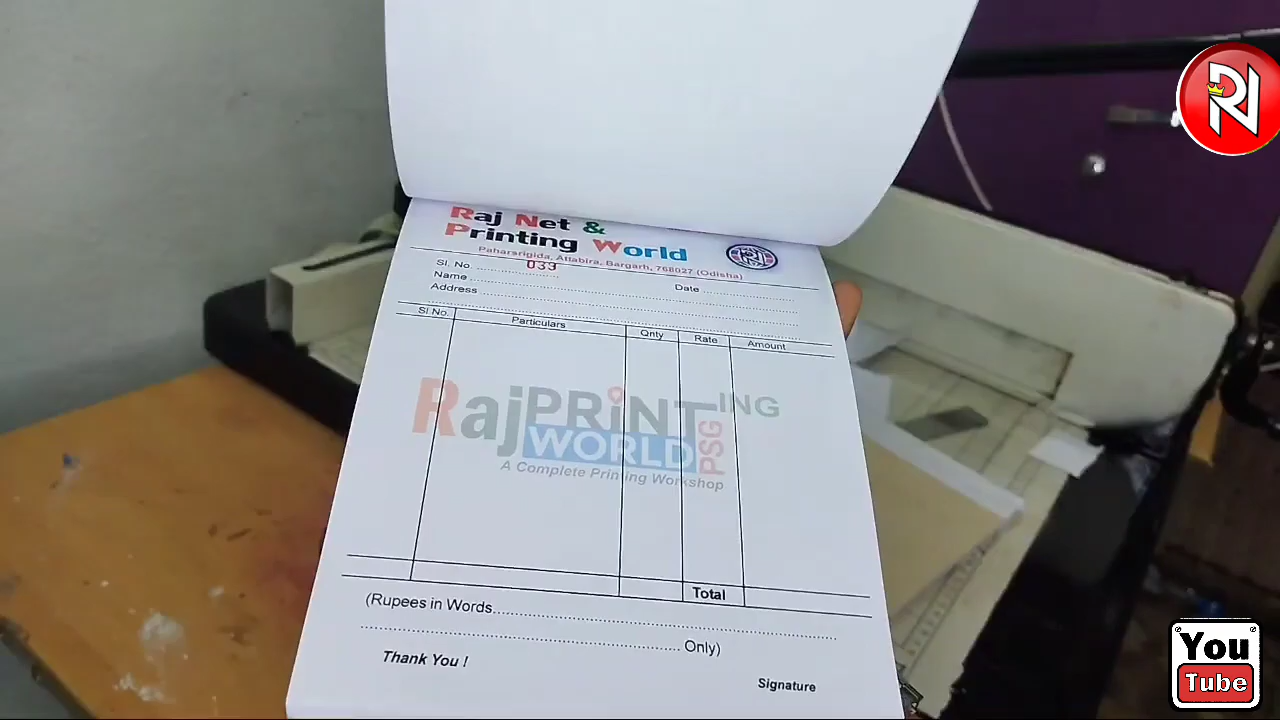 Raj Net &
Printing World
Paharsrigida, Attabira, Bargarh, 768027 (Odisha)
Sl. No. ........ 033
Name ........
Date ........
Address ........
Sl.No. Particulars Qnty Rate Amount
RajPRiNTING
WORLD PSG
A Complete Printing Workshop
Total
(Rupees in Words........
........ Only)
Thank You !
Signature
RN
You
Tube